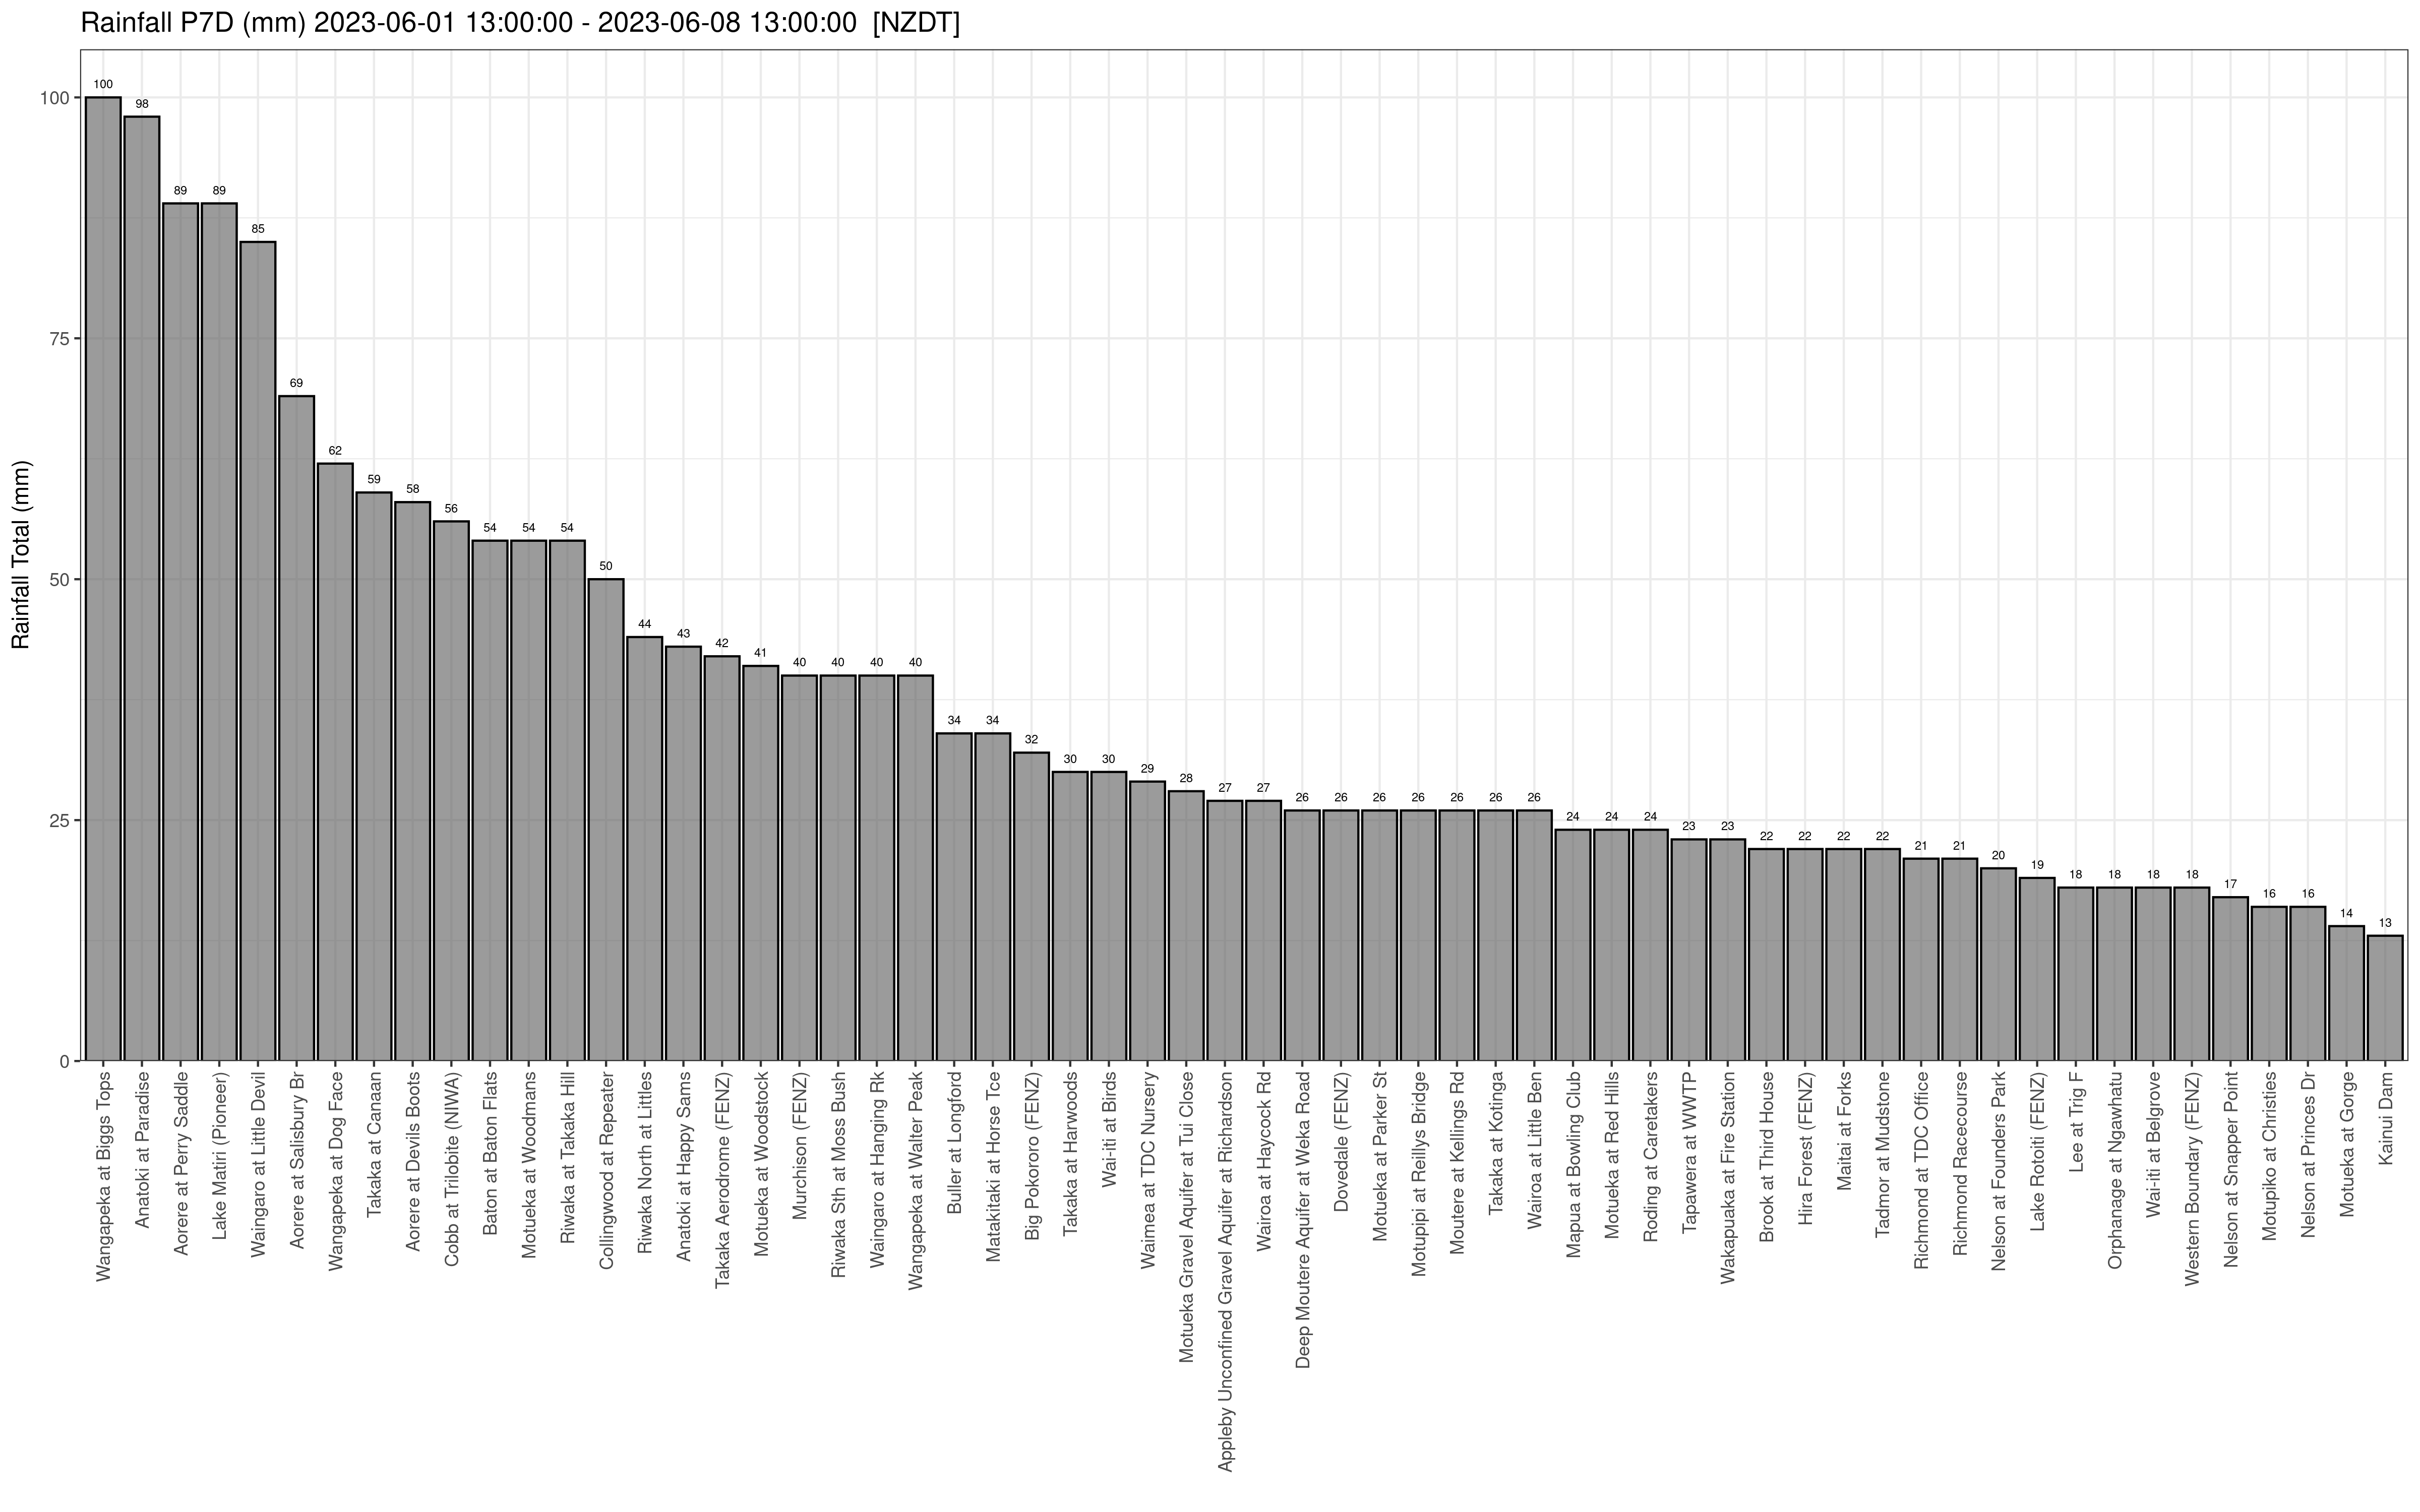 Rainfall P7D (mm) 2023-06-01 13:00:00 - 2023-06-08 13:00:00  [NZDT]
Rainfall Total (mm)
100
75
50
25
0
100
98
89
89
85
69
62
59
58
56
54
54
54
50
44
43
42
41
40
40
40
40
34
34
32
30
30
29
28
27
27
26
26
26
26
26
26
26
24
24
24
23
23
22
22
22
22
21
21
20
19
18
18
18
18
17
16
16
14
13
Wangapeka at Biggs Tops
Anatoki at Paradise
Aorere at Perry Saddle
Lake Matiri (Pioneer)
Waingaro at Little Devil
Aorere at Salisbury Br
Wangapeka at Dog Face
Takaka at Canaan
Aorere at Devils Boots
Cobb at Trilobite (NIWA)
Baton at Baton Flats
Motueka at Woodmans
Riwaka at Takaka Hill
Collingwood at Repeater
Riwaka North at Littles
Anatoki at Happy Sams
Takaka Aerodrome (FENZ)
Motueka at Woodstock
Murchison (FENZ)
Riwaka Sth at Moss Bush
Waingaro at Hanging Rk
Wangapeka at Walter Peak
Buller at Longford
Matakitaki at Horse Tce
Big Pokororo (FENZ)
Takaka at Harwoods
Wai-iti at Birds
Waimea at TDC Nursery
Motueka Gravel Aquifer at Tui Close
Appleby Unconfined Gravel Aquifer at Richardson
Wairoa at Haycock Rd
Deep Moutere Aquifer at Weka Road
Dovedale (FENZ)
Motueka at Parker St
Motupipi at Reillys Bridge
Moutere at Kellings Rd
Takaka at Kotinga
Wairoa at Little Ben
Mapua at Bowling Club
Motueka at Red Hills
Roding at Caretakers
Tapawera at WWTP
Wakapuaka at Fire Station
Brook at Third House
Hira Forest (FENZ)
Maitai at Forks
Tadmor at Mudstone
Richmond at TDC Office
Richmond Racecourse
Nelson at Founders Park
Lake Rotoiti (FENZ)
Lee at Trig F
Orphanage at Ngawhatu
Wai-iti at Belgrove
Western Boundary (FENZ)
Nelson at Snapper Point
Motupiko at Christies
Nelson at Princes Dr
Motueka at Gorge
Kainui Dam